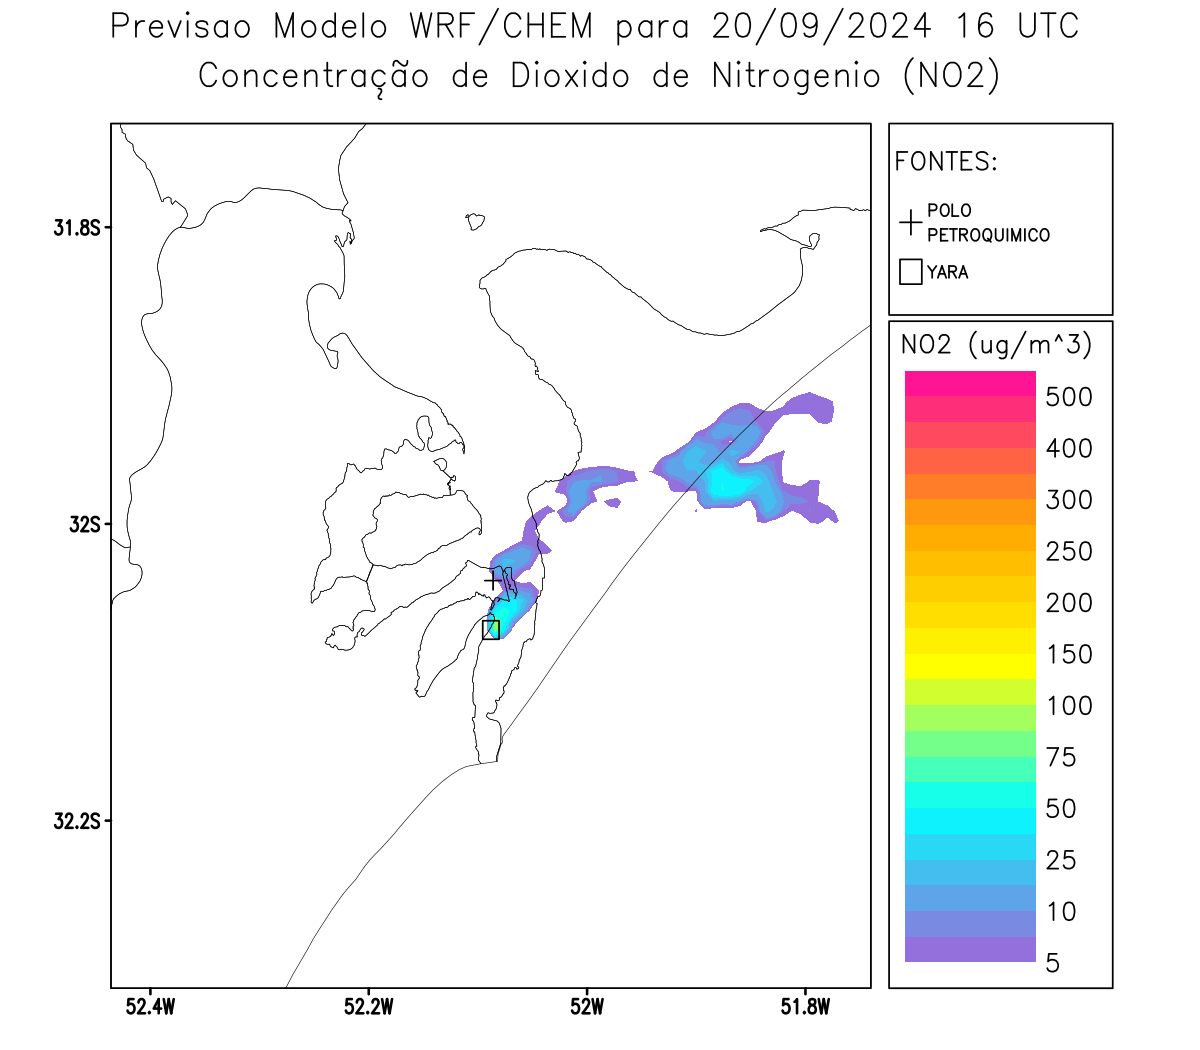 Previsao Modelo WRF/CHEM para 20/09/2024 16 UTC
Concentração de Dioxido de Nitrogenio (NO2)
FONTES:
POLO
PETROQUIMICO
YARA
NO2 (ug/m^3)
500
400
300
250
200
150
100
75
50
25
10
5
31.8S
32S
32.2S
52.4W
52.2W
52W
51.8W